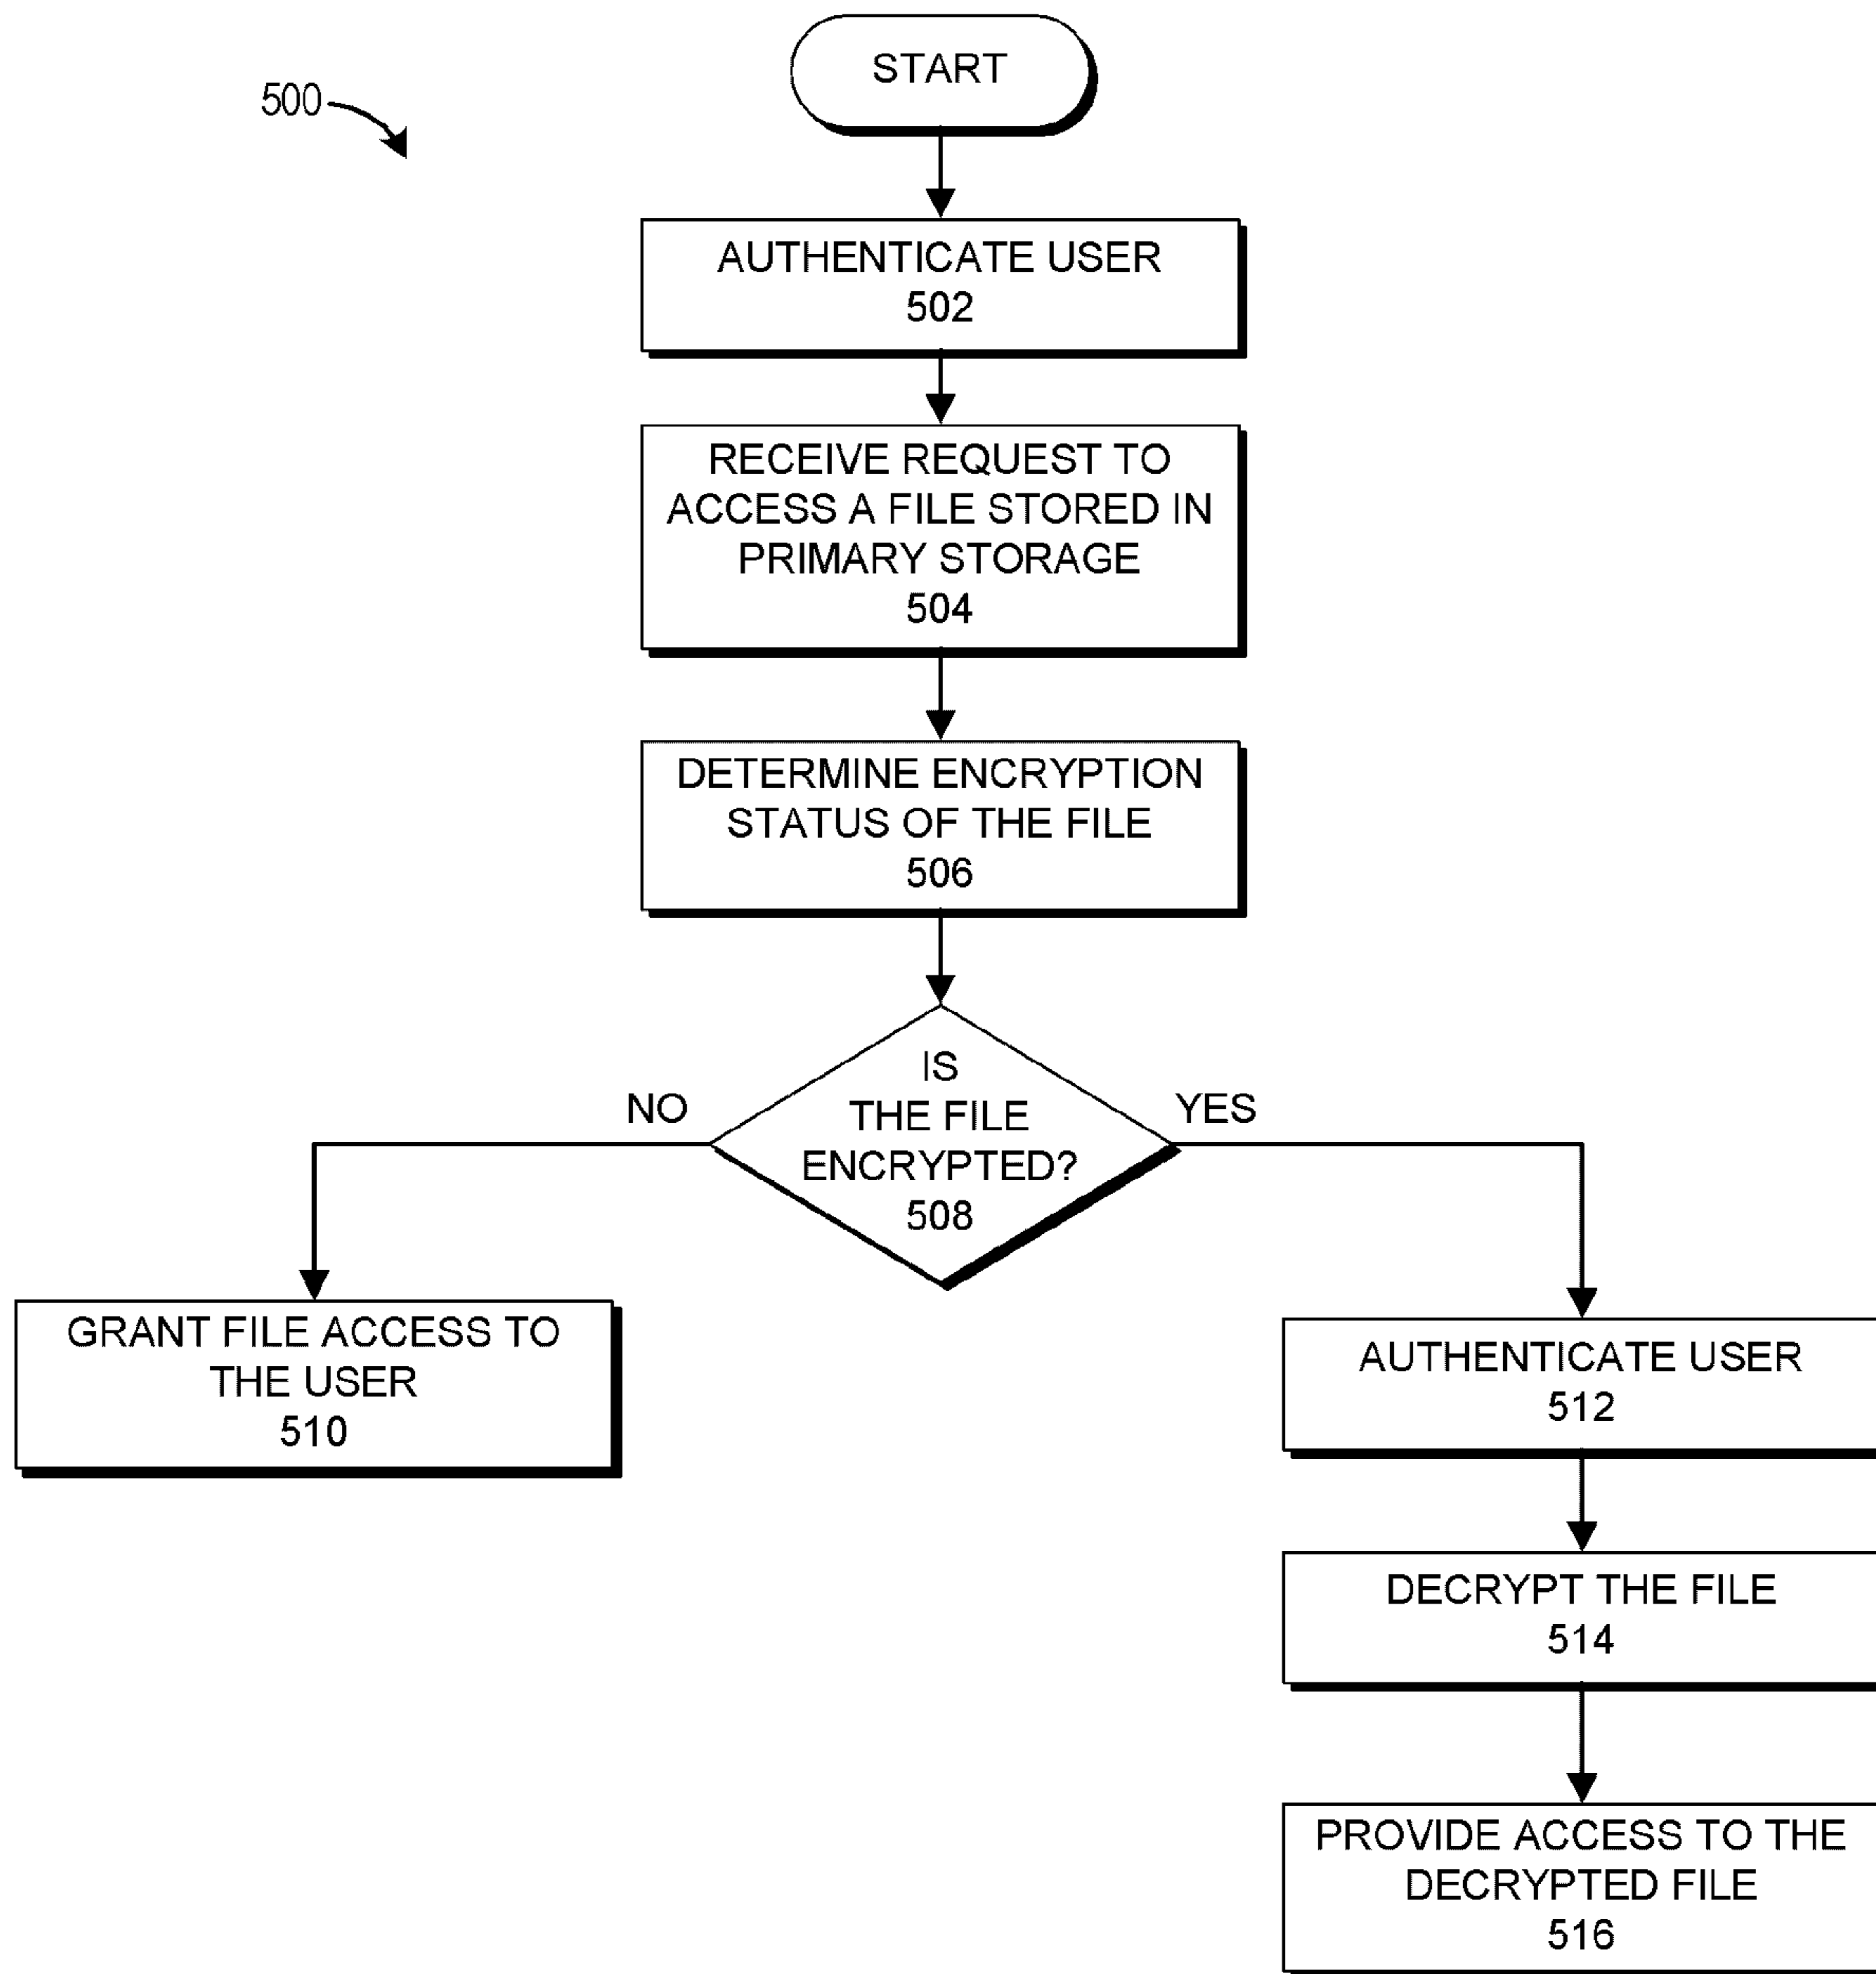 START
500
AUTHENTICATE USER
502
RECEIVE REQUEST TO
ACCESS A FILE STORED IN
PRIMARY STORAGE
504
DETERMINE ENCRYPTION
STATUS OF THE FILE
506
IS
THE FILE
ENCRYPTED?
508
NO
YES
GRANT FILE ACCESS TO
THE USER
510
AUTHENTICATE USER
512
DECRYPT THE FILE
514
PROVIDE ACCESS TO THE
DECRYPTED FILE
516